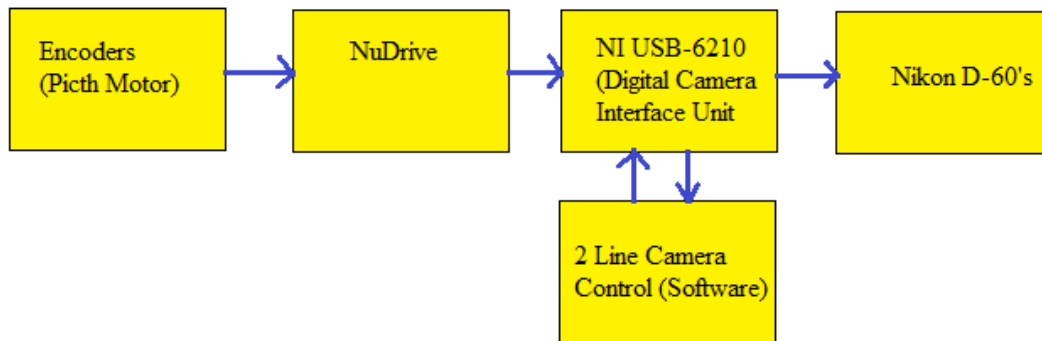 Encoders
(Picth Motor)
NuDrive
NI USB-6210
(Digital Camera
Interface Unit
Nikon D-60's
2 Line Camera
Control (Software)